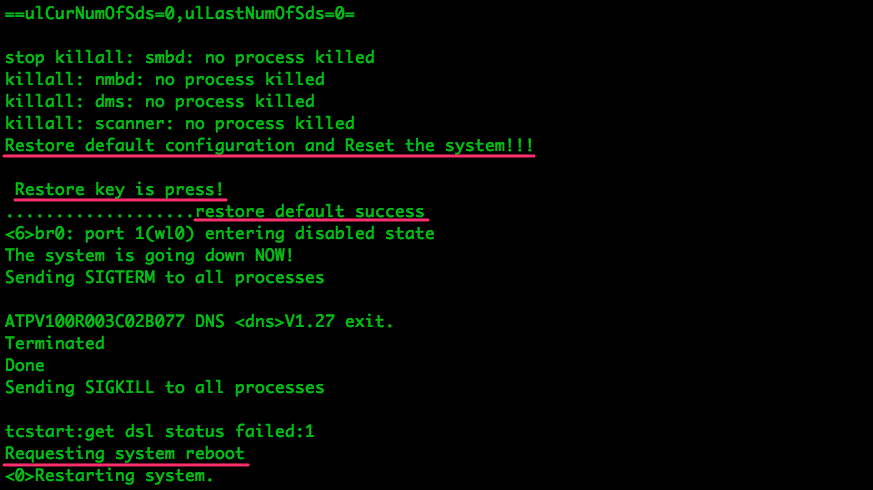 ==ulCurNumOfSds=0,ulLastNumOfSds=0=
stop killall: smbd: no process killed
killall: nmbd: no process killed
killall: dms: no process killed
killall: scanner: no process killed
Restore default configuration and Reset the system!!!
Restore key is press!
...................restore default success
<6>br0: port 1(wl0) entering disabled state
The system is going down NOW!
Sending SIGTERM to all processes
ATPV100R003C02B077 DNS <dns>V1.27 exit.
Terminated
Done
Sending SIGKILL to all processes
tcstart:get dsl status failed:1
Requesting system reboot
<0>Restarting system.